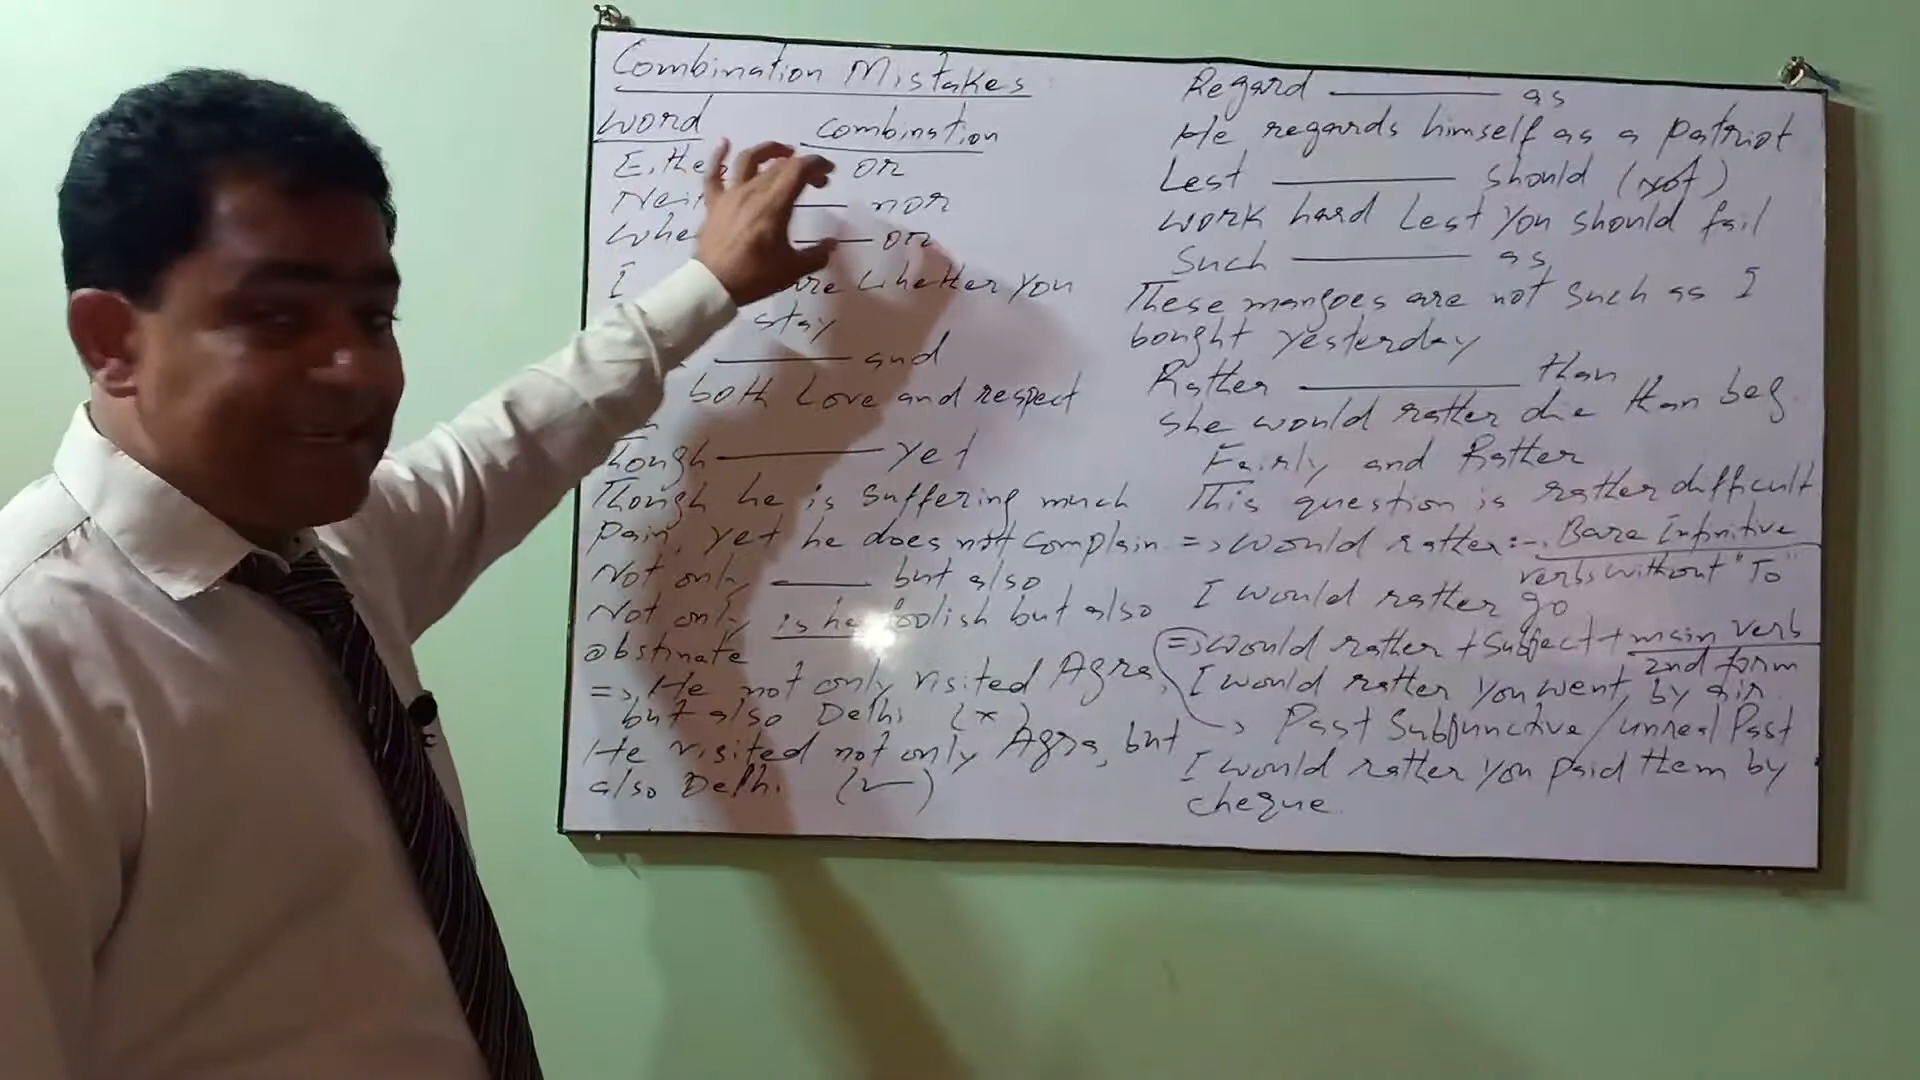 Combination Mistakes
Word Combination
Either or
Nei nor
Whe or
I are whether you
stay
and
both Love and respect
Though yet
Though he is suffering much
Pain, yet he does not complain
Not only but also
Not only is he foolish but also
obstinate
=> He not only visited Agra,
but also Delhi (x)
He visited not only Agra, but
also Delhi. (✓)
Regard as
He regards himself as a patriot
Lest should (not)
Work hard Lest you should fail
Such as
These mangoes are not such as I
bought yesterday
Rather than
She would rather die than beg.
Fairly and Rather
This question is rather difficult
=> would rather :- Bare Infinitive
verbs without "To"
I would rather go
=> would rather + Subject + main verb
2nd form
I would rather you went by air.
-> Past Subjunctive / unreal Past
I would rather you paid them by
cheque.